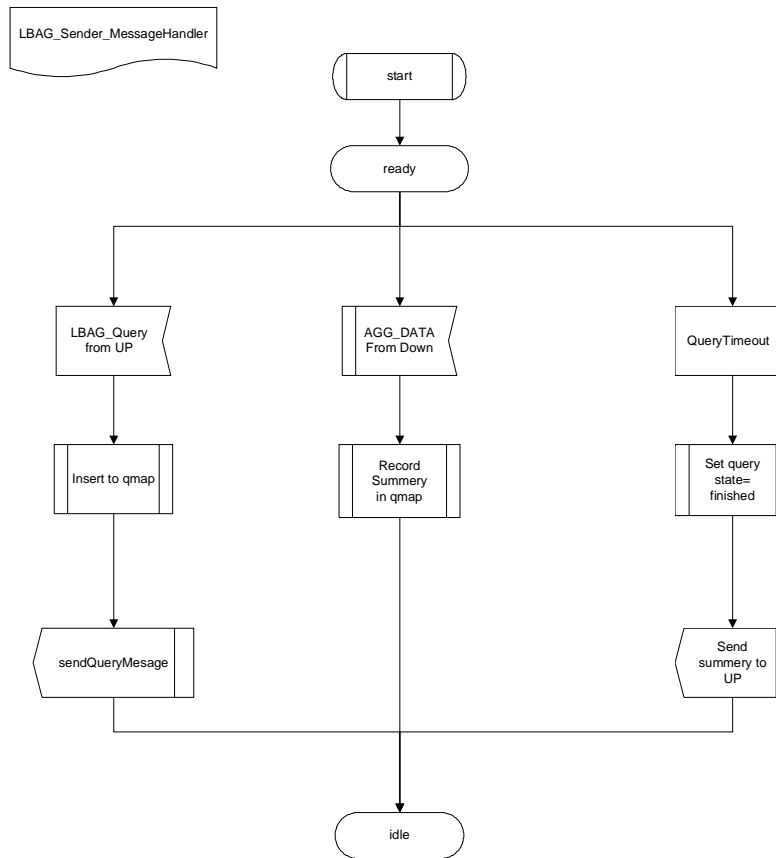 LBAG_Sender_MessageHandler
start
ready
LBAG_Query
from UP
AGG_DATA
From Down
QueryTimeout
Insert to qmap
Record
Summery
in qmap
Set query
state=
finished
sendQueryMesage
Send
summery to
UP
idle